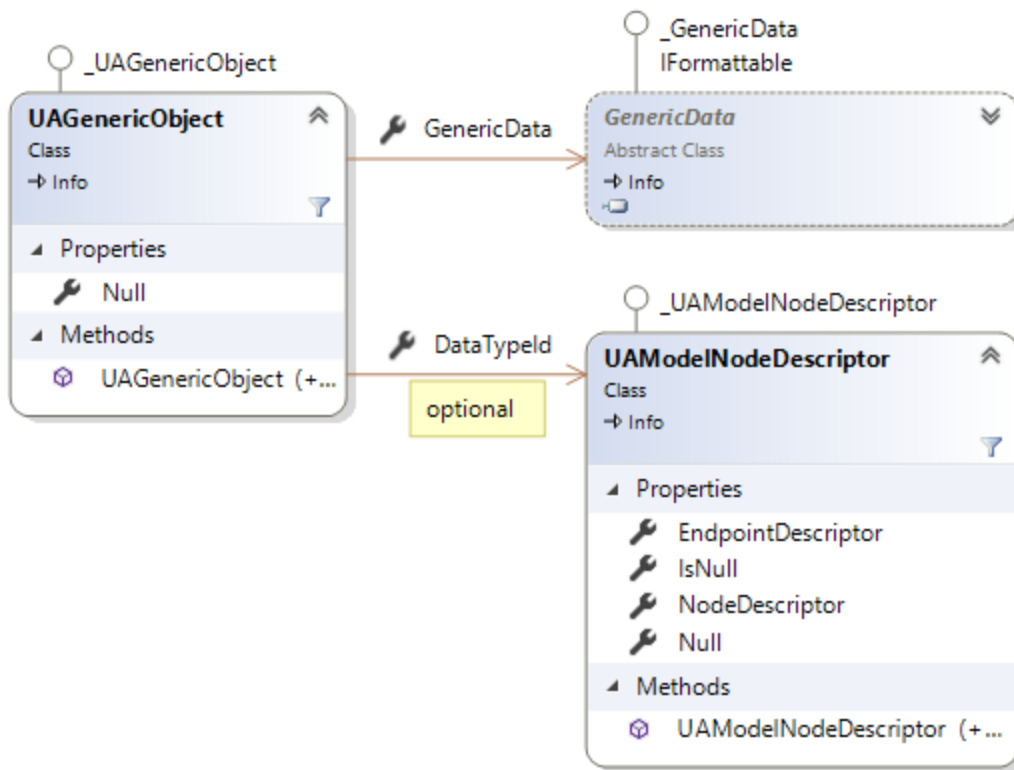 _UAGenericObject
UAGenericObject
Class
Info
Properties
Null
Methods
UAGenericObject (+...
GenericData
_GenericData
IFormattable
GenericData
Abstract Class
Info
DataTypeId
optional
_UAModelNodeDescriptor
UAModelNodeDescriptor
Class
Info
Properties
EndpointDescriptor
IsNull
NodeDescriptor
Null
Methods
UAModelNodeDescriptor (+...